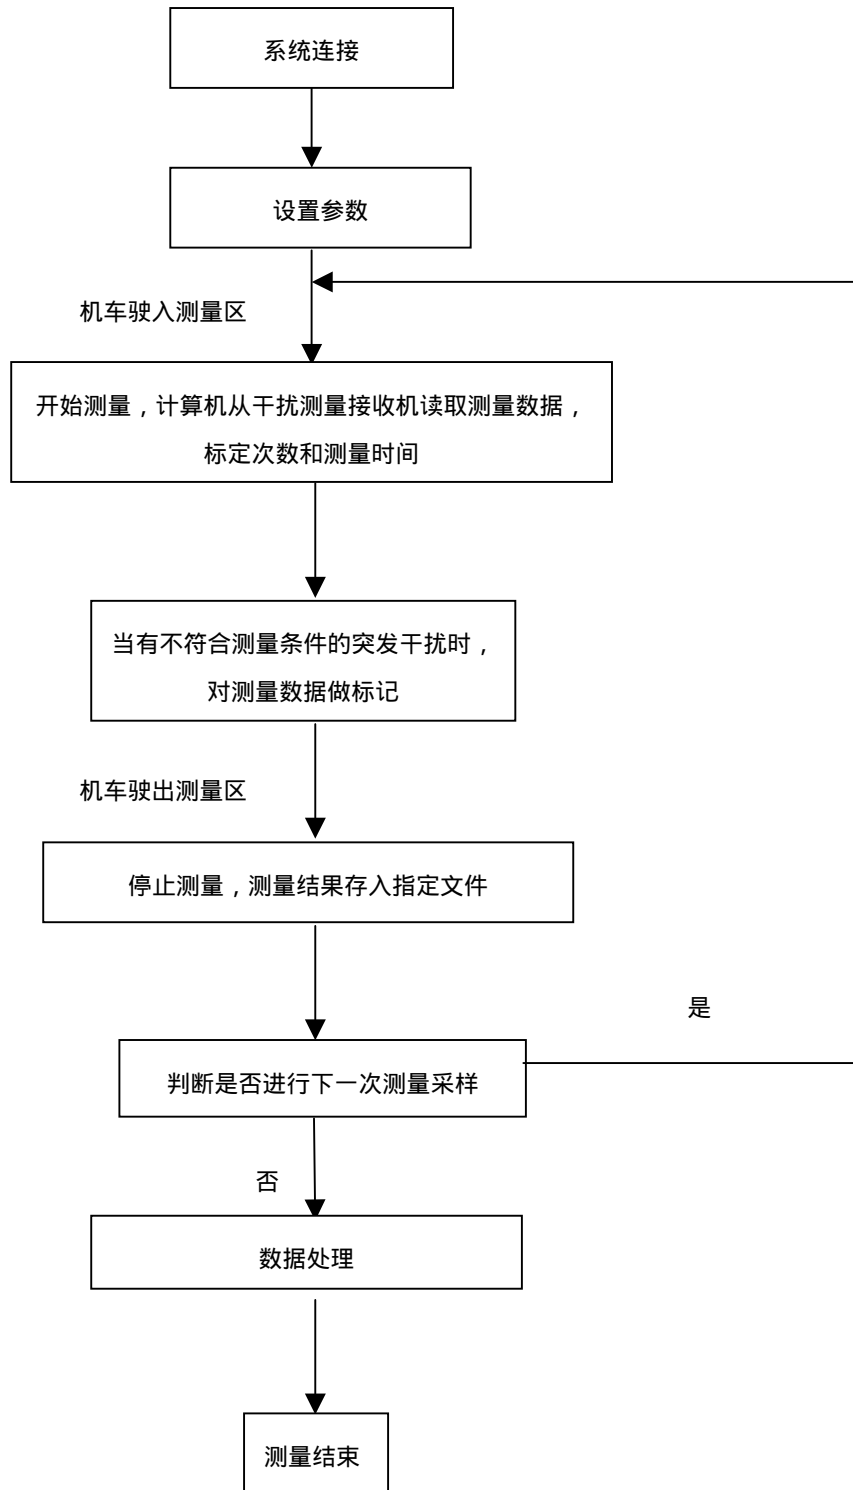 系统连接
设置参数
机车驶入测量区
开始测量，计算机从干扰测量接收机读取测量数据，
标定次数和测量时间
当有不符合测量条件的突发干扰时，
对测量数据做标记
机车驶出测量区
停止测量，测量结果存入指定文件
是
判断是否进行下一次测量采样
否
数据处理
测量结束